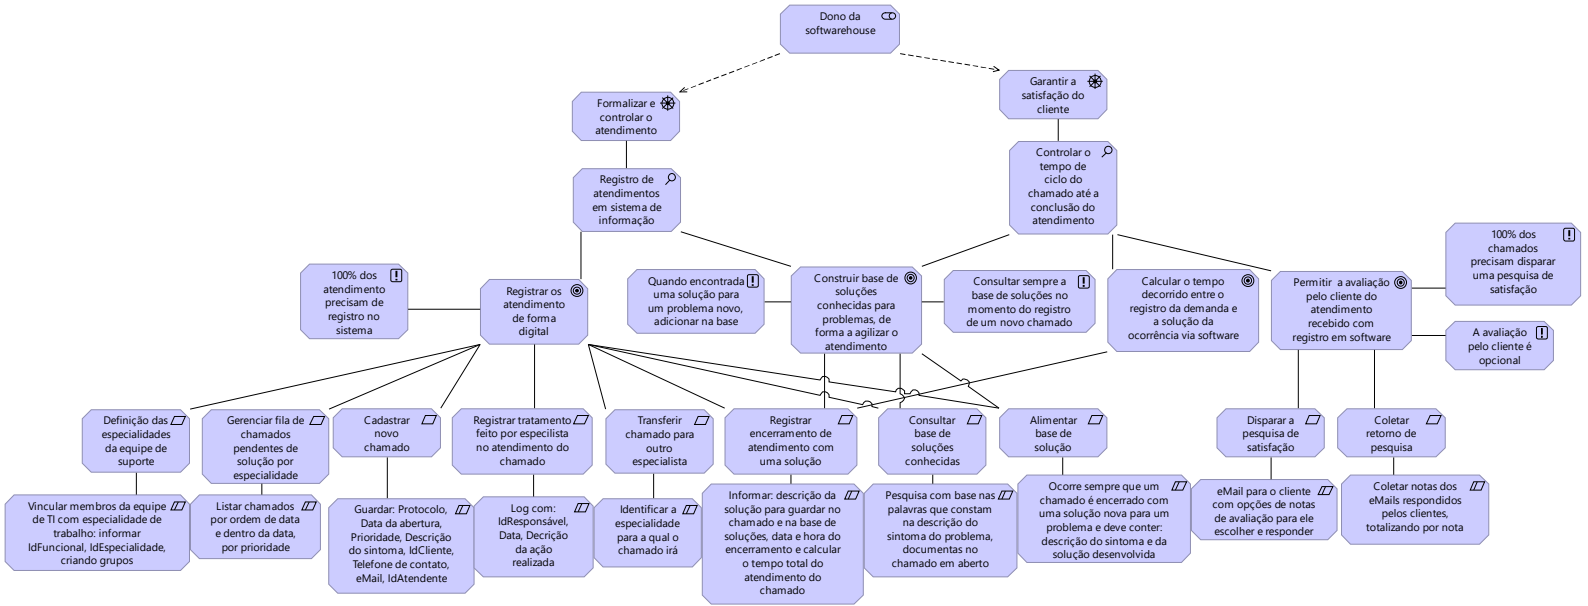 Dono da
softwarehouse
Formalizar e
controlar o
atendimento
Garantir a
satisfação do
cliente
Registro de
atendimentos
em sistema de
informação
Controlar o
tempo de
ciclo do
chamado até a
conclusão do
atendimento
100% dos
atendimento
precisam de
registro no
sistema
Registrar os
atendimento
de forma
digital
Quando encontrada
uma solução para
um problema novo,
adicionar na base
Construir base de
soluções
conhecidas para
problemas, de
forma a agilizar o
atendimento
Consultar sempre a
base de soluções no
momento do registro
de um novo chamado
Calcular o tempo
decorrido entre o
registro da demanda e
a solução da
ocorrência via software
Permitir a avaliação
pelo cliente do
atendimento
recebido com
registro em software
100% dos
chamados
precisam disparar
uma pesquisa de
satisfação
A avaliação
pelo cliente é
opcional
Definição das
especialidades
da equipe de
suporte
Gerenciar fila de
chamados
pendentes de
solução por
especialidade
Cadastrar
novo
chamado
Registrar tratamento
feito por especilista
no atendimento do
chamado
Transferir
chamado para
outro
especialista
Registrar
encerramento de
atendimento com
uma solução
Consultar
base de
soluções
conhecidas
Alimentar
base de
solução
Disparar a
pesquisa de
satisfação
Coletar
retorno de
pesquisa
Vincular membros da equipe
de TI com especialidade de
trabalho: informar
IdFuncional, IdEspecialidade,
criando grupos
Listar chamados
por ordem de data
e dentro da data,
por prioridade
Guardar: Protocolo,
Data da abertura,
Prioridade, Descrição
do sintoma, IdCliente,
Telefone de contato,
eMail, IdAtendente
Log com:
IdResponsável,
Data, Decrição
da ação
realizada
Identificar a
especialidade
para a qual o
chamado irá
Informar: descrição da
solução para guardar no
chamado e na base de
soluções, data e hora do
encerramento e calcular
o tempo total do
atendimento do
chamado
Pesquisa com base nas
palavras que constam
na descrição do
sintoma do problema,
documentas no
chamado em aberto
Ocorre sempre que um
chamado é encerrado com
uma solução nova para um
problema e deve conter:
descrição do sintoma e da
solução desenvolvida
eMail para o cliente
com opções de notas
de avaliação para ele
escolher e responder
Coletar notas dos
eMails respondidos
pelos clientes,
totalizando por nota